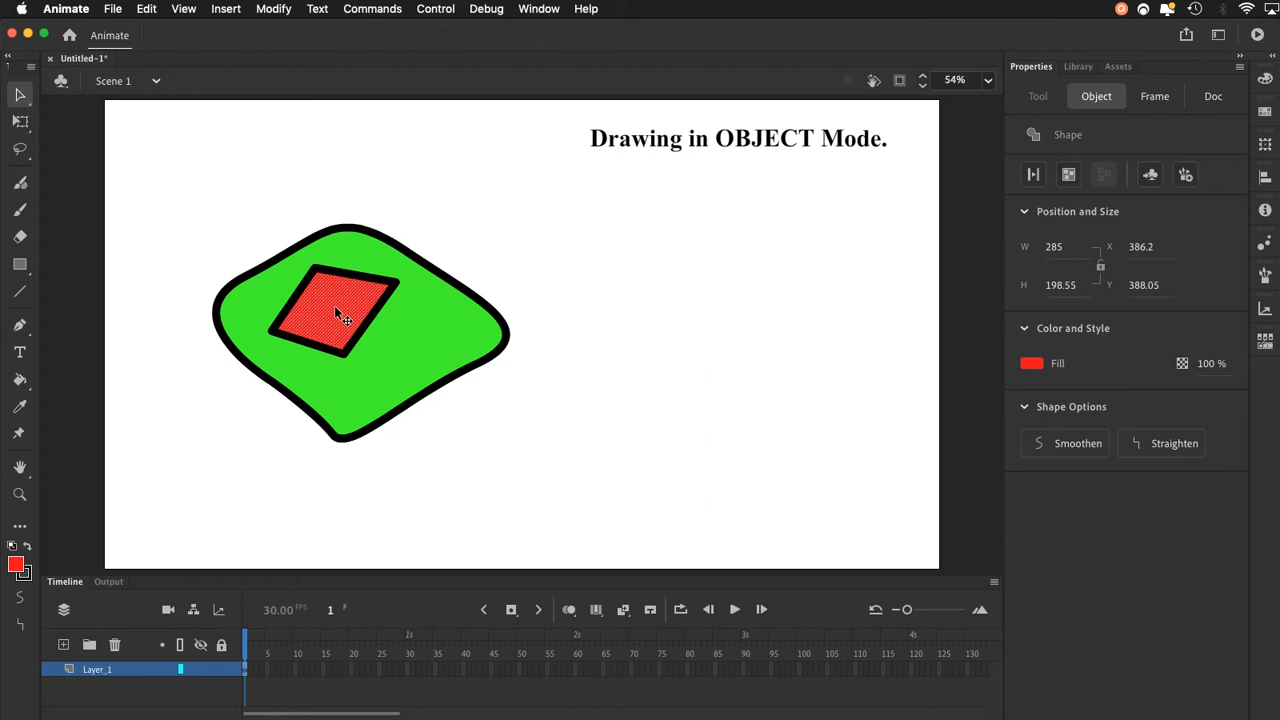 Animate File Edit View Insert Modify Text Commands Control Debug Window Help
Animate
Untitled-1*
Scene 1
54%
Drawing in OBJECT Mode.
Properties Library Assets
Tool Object Frame Doc
Shape
Position and Size
W 285 X 386.2
H 198.55 Y 388.05
Color and Style
Fill 100 %
Shape Options
Smoothen Straighten
Timeline Output
30.00 FPS 1 F
1s 2s 3s 4s
5 10 15 20 25 30 35 40 45 50 55 60 65 70 75 80 85 90 95 100 105 110 115 120 125 130
Layer_1